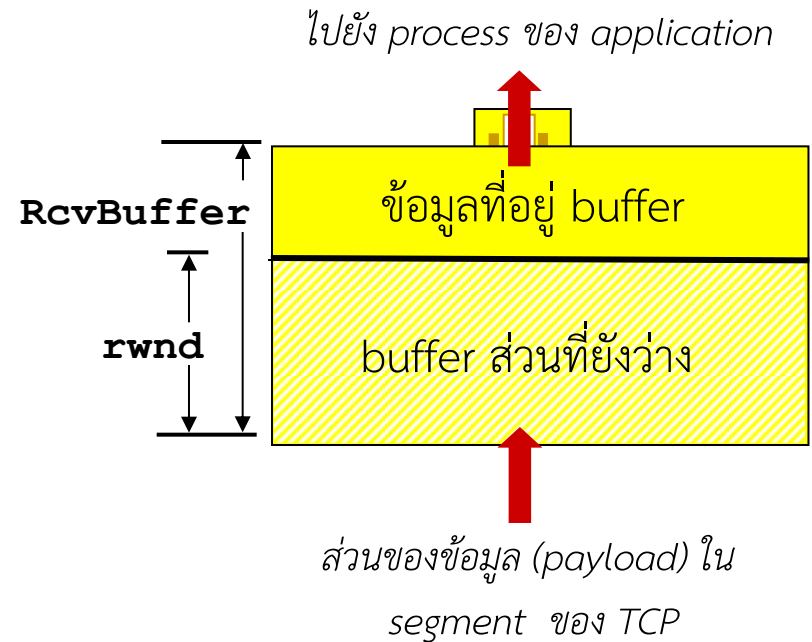 ไปยัง process ของ application
RcvBuffer
ข้อมูลที่อยู่ buffer
rwnd
buffer ส่วนที่ยังว่าง
ส่วนของข้อมูล (payload) ใน
segment ของ TCP